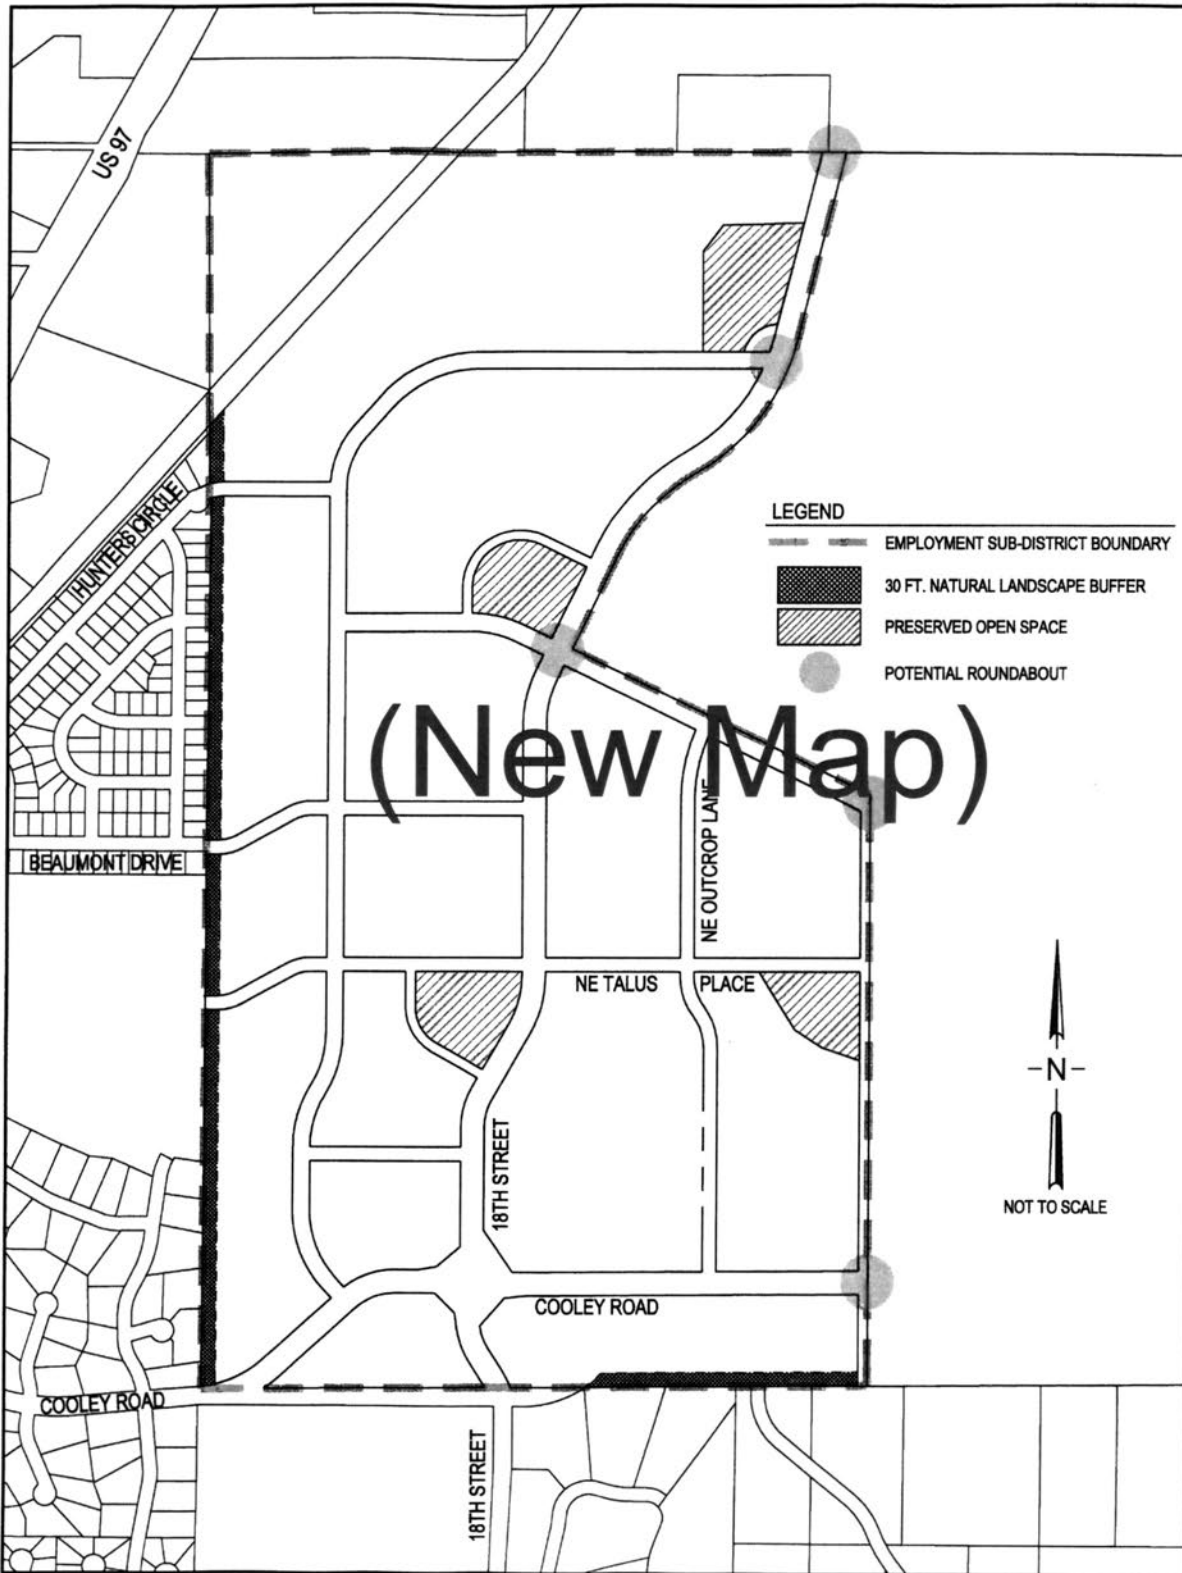 US 97
HUNTERS CIRCLE
LEGEND
EMPLOYMENT SUB-DISTRICT BOUNDARY
30 FT. NATURAL LANDSCAPE BUFFER
PRESERVED OPEN SPACE
POTENTIAL ROUNDABOUT
(New Map)
BEAUMONT DRIVE
NE OUTCROP LANE
NE TALUS PLACE
-N-
NOT TO SCALE
18TH STREET
COOLEY ROAD
COOLEY ROAD
18TH STREET